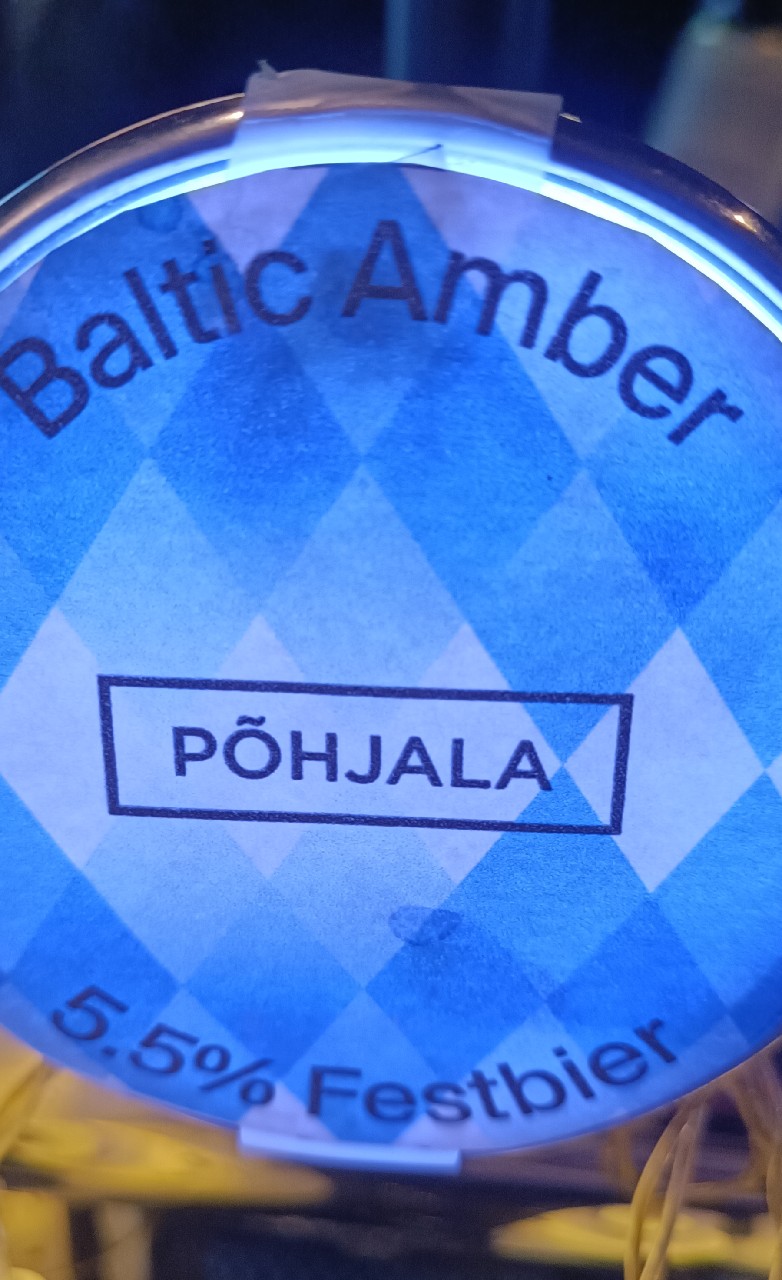 Baltic Amber
PÕHJALA
5.5% Festbier